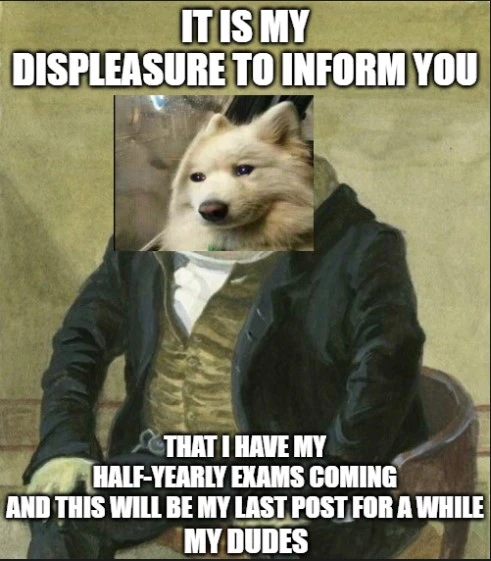 IT IS MY
DISPLEASURE TO INFORM YOU
THAT I HAVE MY
HALF-YEARLY EXAMS COMING
AND THIS WILL BE MY LAST POST FOR A WHILE
MY DUDES